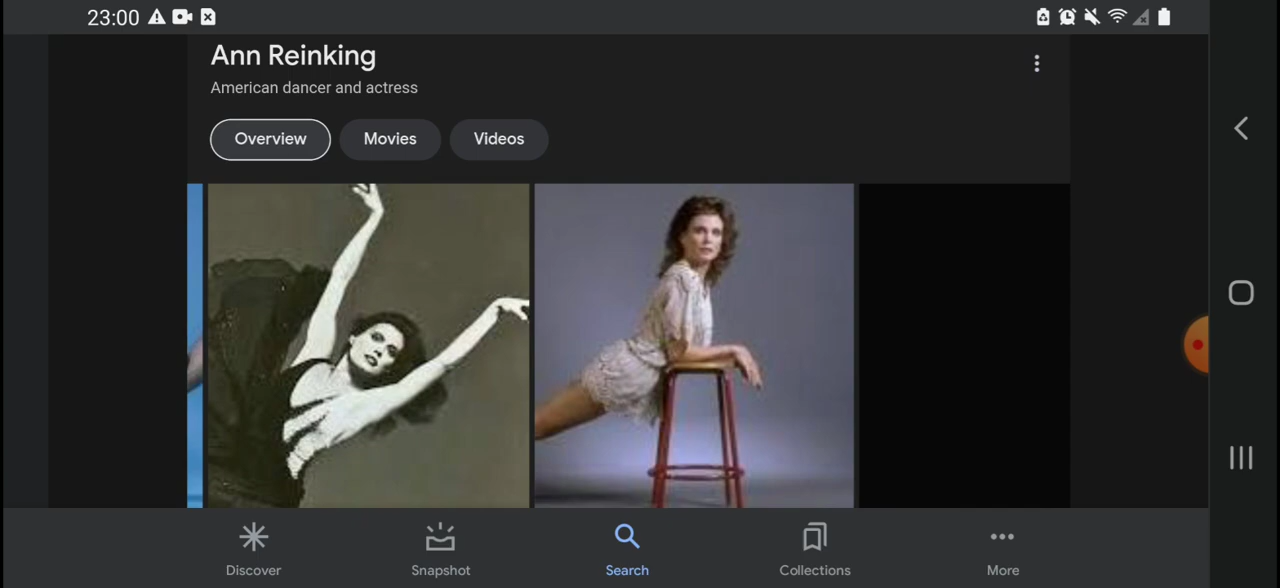 23:00
Ann Reinking
American dancer and actress
Overview Movies Videos
Discover Snapshot Search Collections More